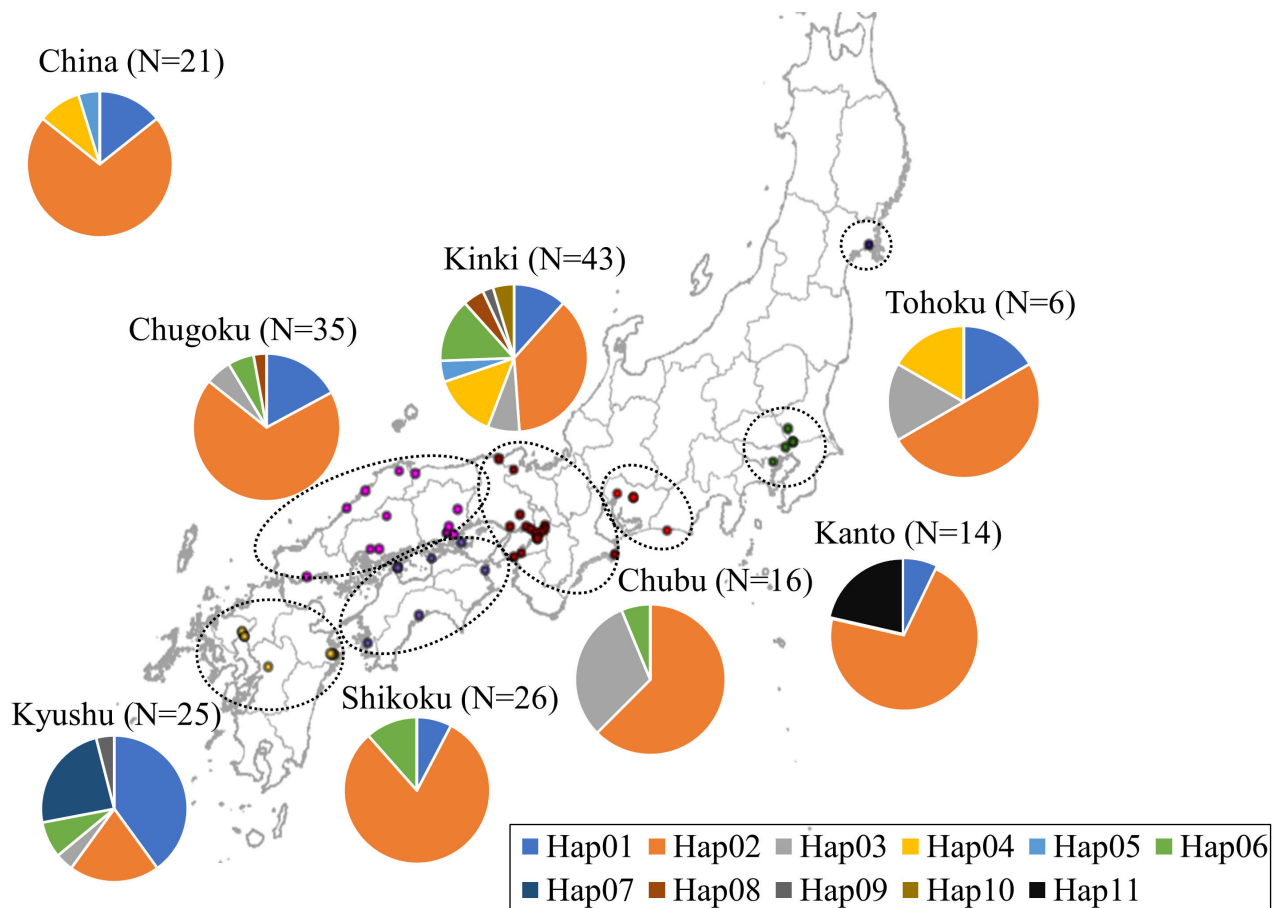 China (N=21)
Kinki (N=43)
Tohoku (N=6)
Chugoku (N=35)
Kanto (N=14)
Chubu (N=16)
Shikoku (N=26)
Kyushu (N=25)
Hap01 Hap02 Hap03 Hap04 Hap05 Hap06
Hap07 Hap08 Hap09 Hap10 Hap11